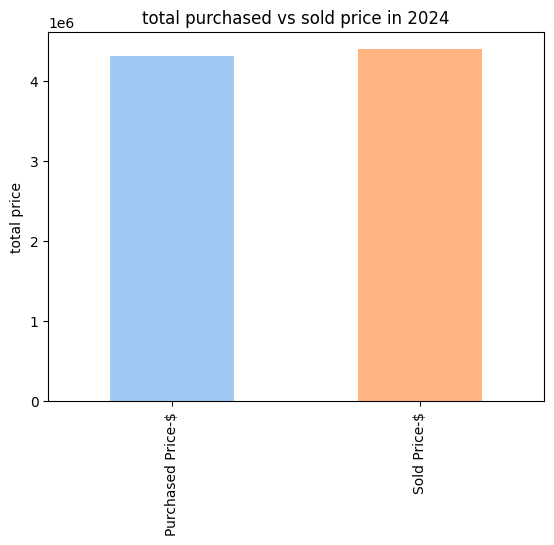 total purchased vs sold price in 2024
1e6
4
3
2
1
0
total price
Purchased Price-$
Sold Price-$